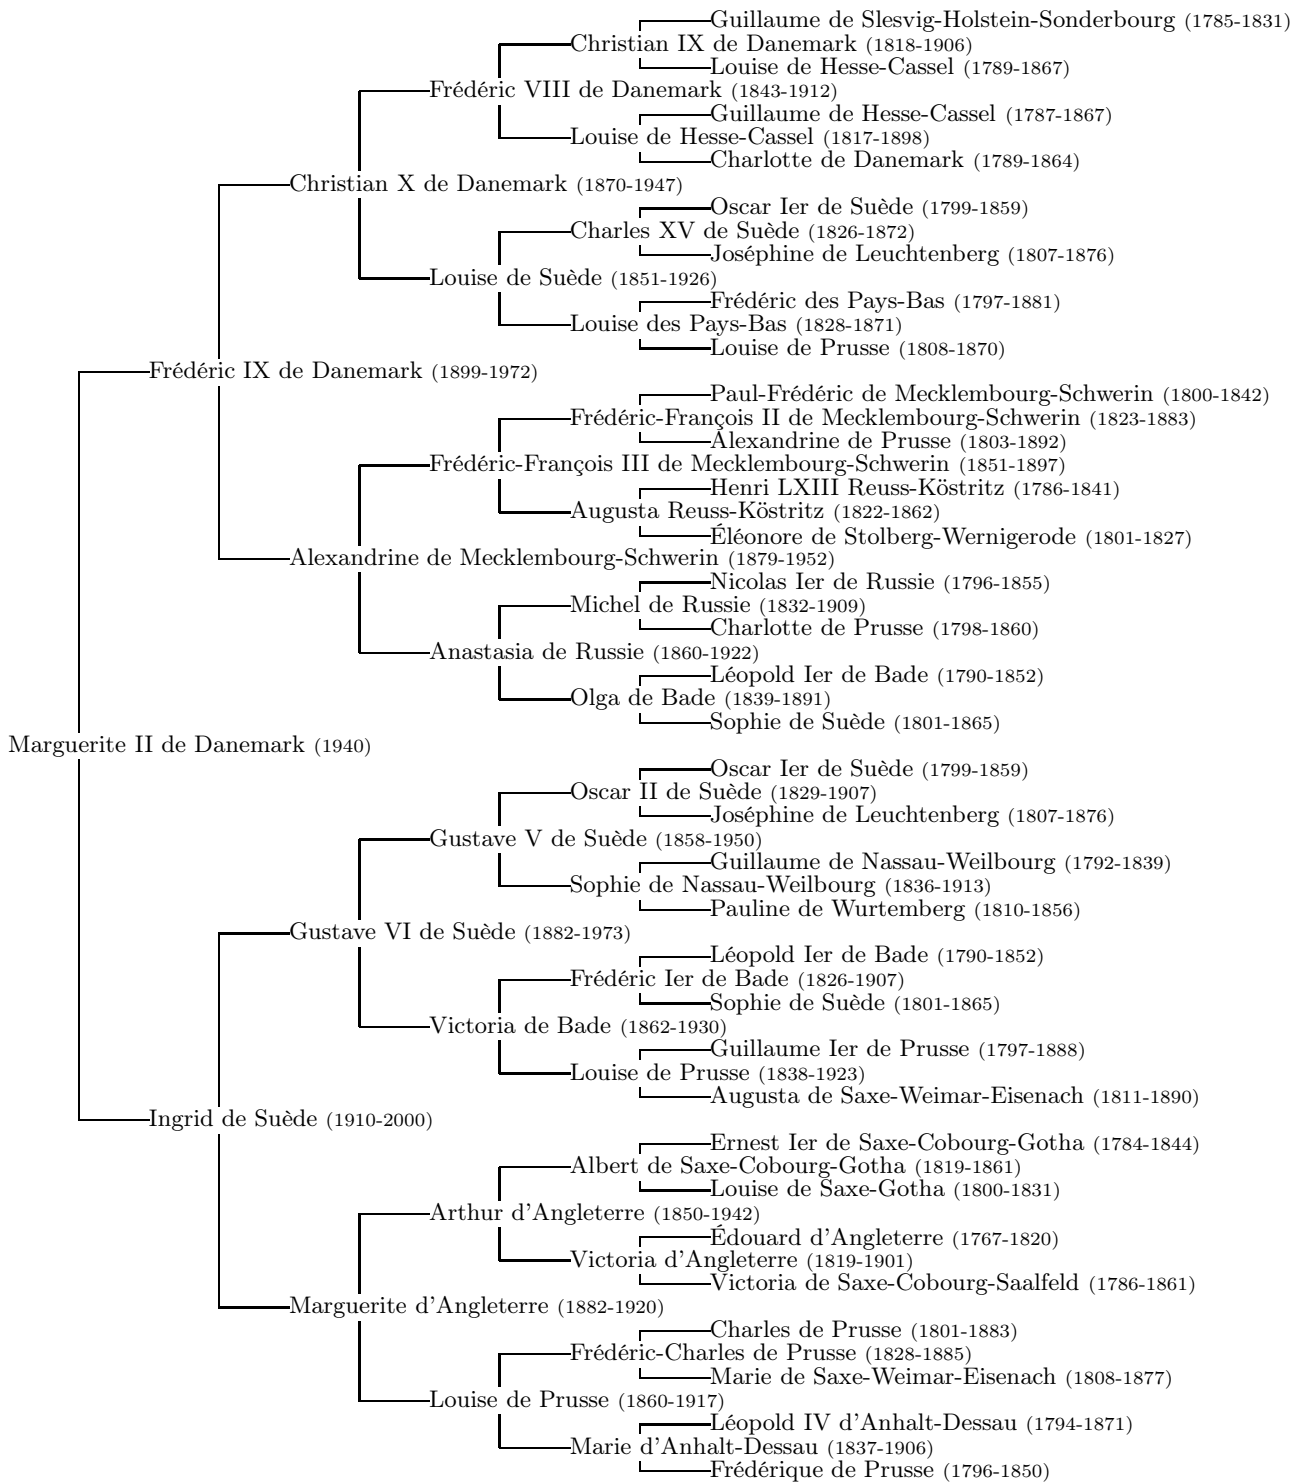 Guillaume de Slesvig-Holstein-Sonderbourg (1785-1831)
Christian IX de Danemark (1818-1906)
Louise de Hesse-Cassel (1789-1867)
Frédéric VIII de Danemark (1843-1912)
Guillaume de Hesse-Cassel (1787-1867)
Louise de Hesse-Cassel (1817-1898)
Charlotte de Danemark (1789-1864)
Christian X de Danemark (1870-1947)
Oscar Ier de Suède (1799-1859)
Charles XV de Suède (1826-1872)
Joséphine de Leuchtenberg (1807-1876)
Louise de Suède (1851-1926)
Frédéric des Pays-Bas (1797-1881)
Louise des Pays-Bas (1828-1871)
Louise de Prusse (1808-1870)
Frédéric IX de Danemark (1899-1972)
Paul-Frédéric de Mecklembourg-Schwerin (1800-1842)
Frédéric-François II de Mecklembourg-Schwerin (1823-1883)
Alexandrine de Prusse (1803-1892)
Frédéric-François III de Mecklembourg-Schwerin (1851-1897)
Henri LXIII Reuss-Köstritz (1786-1841)
Augusta Reuss-Köstritz (1822-1862)
Éléonore de Stolberg-Wernigerode (1801-1827)
Alexandrine de Mecklembourg-Schwerin (1879-1952)
Nicolas Ier de Russie (1796-1855)
Michel de Russie (1832-1909)
Charlotte de Prusse (1798-1860)
Anastasia de Russie (1860-1922)
Léopold Ier de Bade (1790-1852)
Olga de Bade (1839-1891)
Sophie de Suède (1801-1865)
Marguerite II de Danemark (1940)
Oscar Ier de Suède (1799-1859)
Oscar II de Suède (1829-1907)
Joséphine de Leuchtenberg (1807-1876)
Gustave V de Suède (1858-1950)
Guillaume de Nassau-Weilbourg (1792-1839)
Sophie de Nassau-Weilbourg (1836-1913)
Pauline de Wurtemberg (1810-1856)
Gustave VI de Suède (1882-1973)
Léopold Ier de Bade (1790-1852)
Frédéric Ier de Bade (1826-1907)
Sophie de Suède (1801-1865)
Victoria de Bade (1862-1930)
Guillaume Ier de Prusse (1797-1888)
Louise de Prusse (1838-1923)
Augusta de Saxe-Weimar-Eisenach (1811-1890)
Ingrid de Suède (1910-2000)
Ernest Ier de Saxe-Cobourg-Gotha (1784-1844)
Albert de Saxe-Cobourg-Gotha (1819-1861)
Louise de Saxe-Gotha (1800-1831)
Arthur d'Angleterre (1850-1942)
Édouard d'Angleterre (1767-1820)
Victoria d'Angleterre (1819-1901)
Victoria de Saxe-Cobourg-Saalfeld (1786-1861)
Marguerite d'Angleterre (1882-1920)
Charles de Prusse (1801-1883)
Frédéric-Charles de Prusse (1828-1885)
Marie de Saxe-Weimar-Eisenach (1808-1877)
Louise de Prusse (1860-1917)
Léopold IV d'Anhalt-Dessau (1794-1871)
Marie d'Anhalt-Dessau (1837-1906)
Frédérique de Prusse (1796-1850)